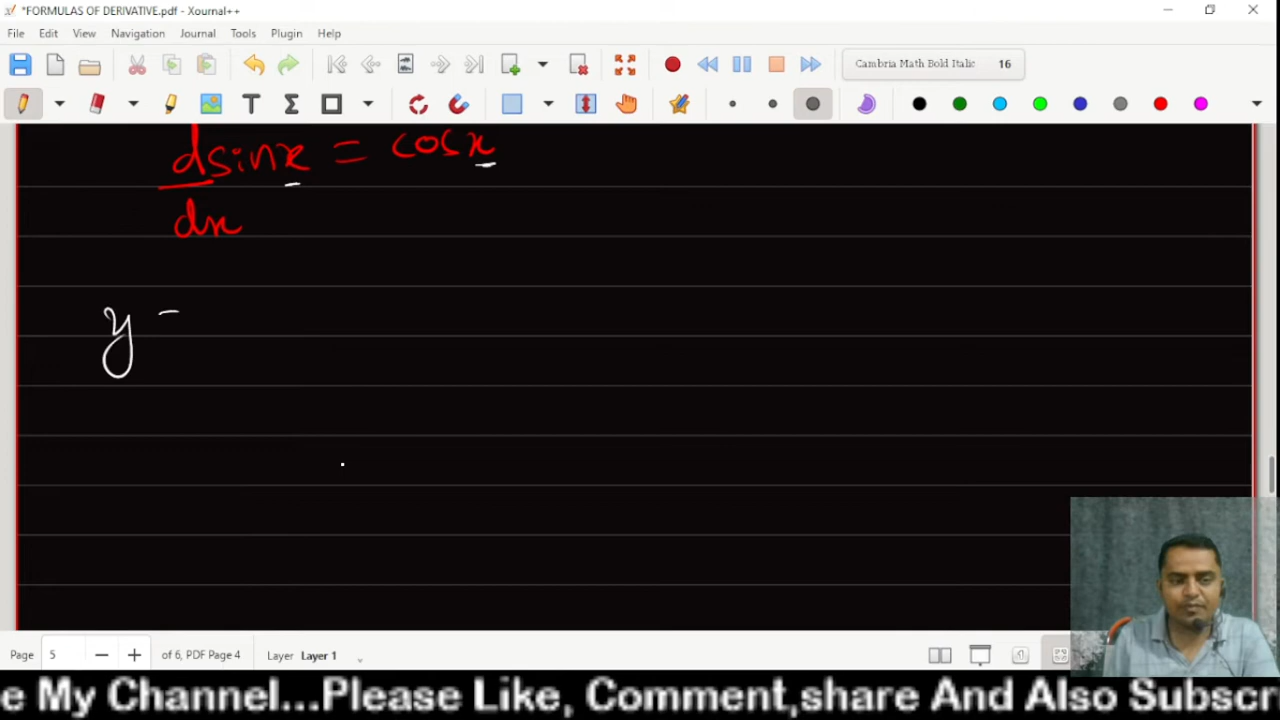 *FORMULAS OF DERIVATIVE.pdf - Xournal++
File Edit View Navigation Journal Tools Plugin Help
Cambria Math Bold Italic 16
d sin x = cos x
dx
y -
Page 5 of 6, PDF Page 4 Layer Layer 1
e My Channel...Please Like, Comment,share And Also Subscr